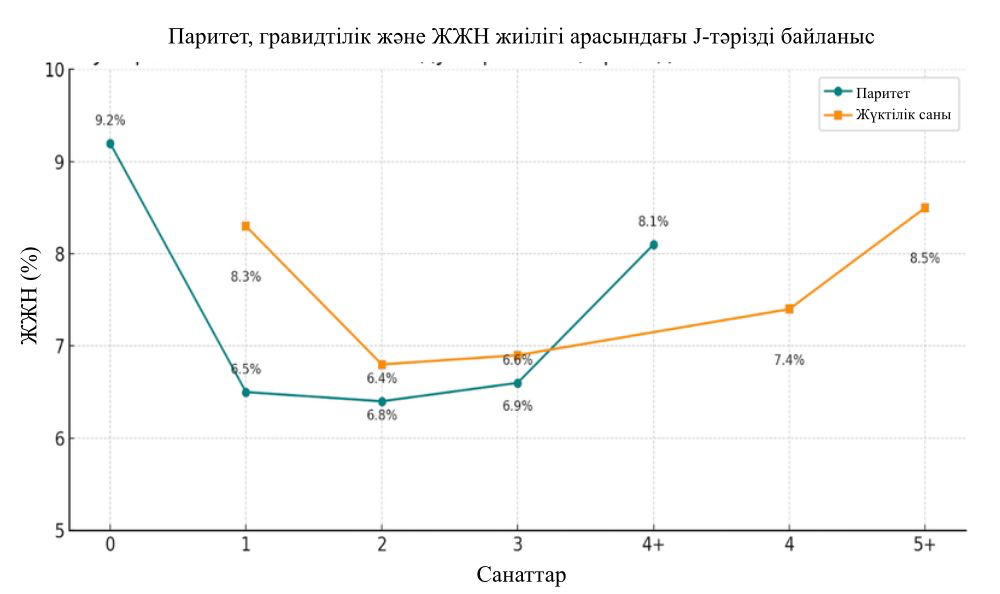 Паритет, гравидтілік және ЖЖН жиілігі арасындағы J-тәрізді байланыс
10
Паритет
Жүктілік саны
9.2%
9
8.1%
8
8.3%
8.5%
ЖЖН (%)
7
6.5%
6.4%
6.6%
7.4%
6.8%
6.9%
6
5
0 1 2 3 4+ 4 5+
Санаттар